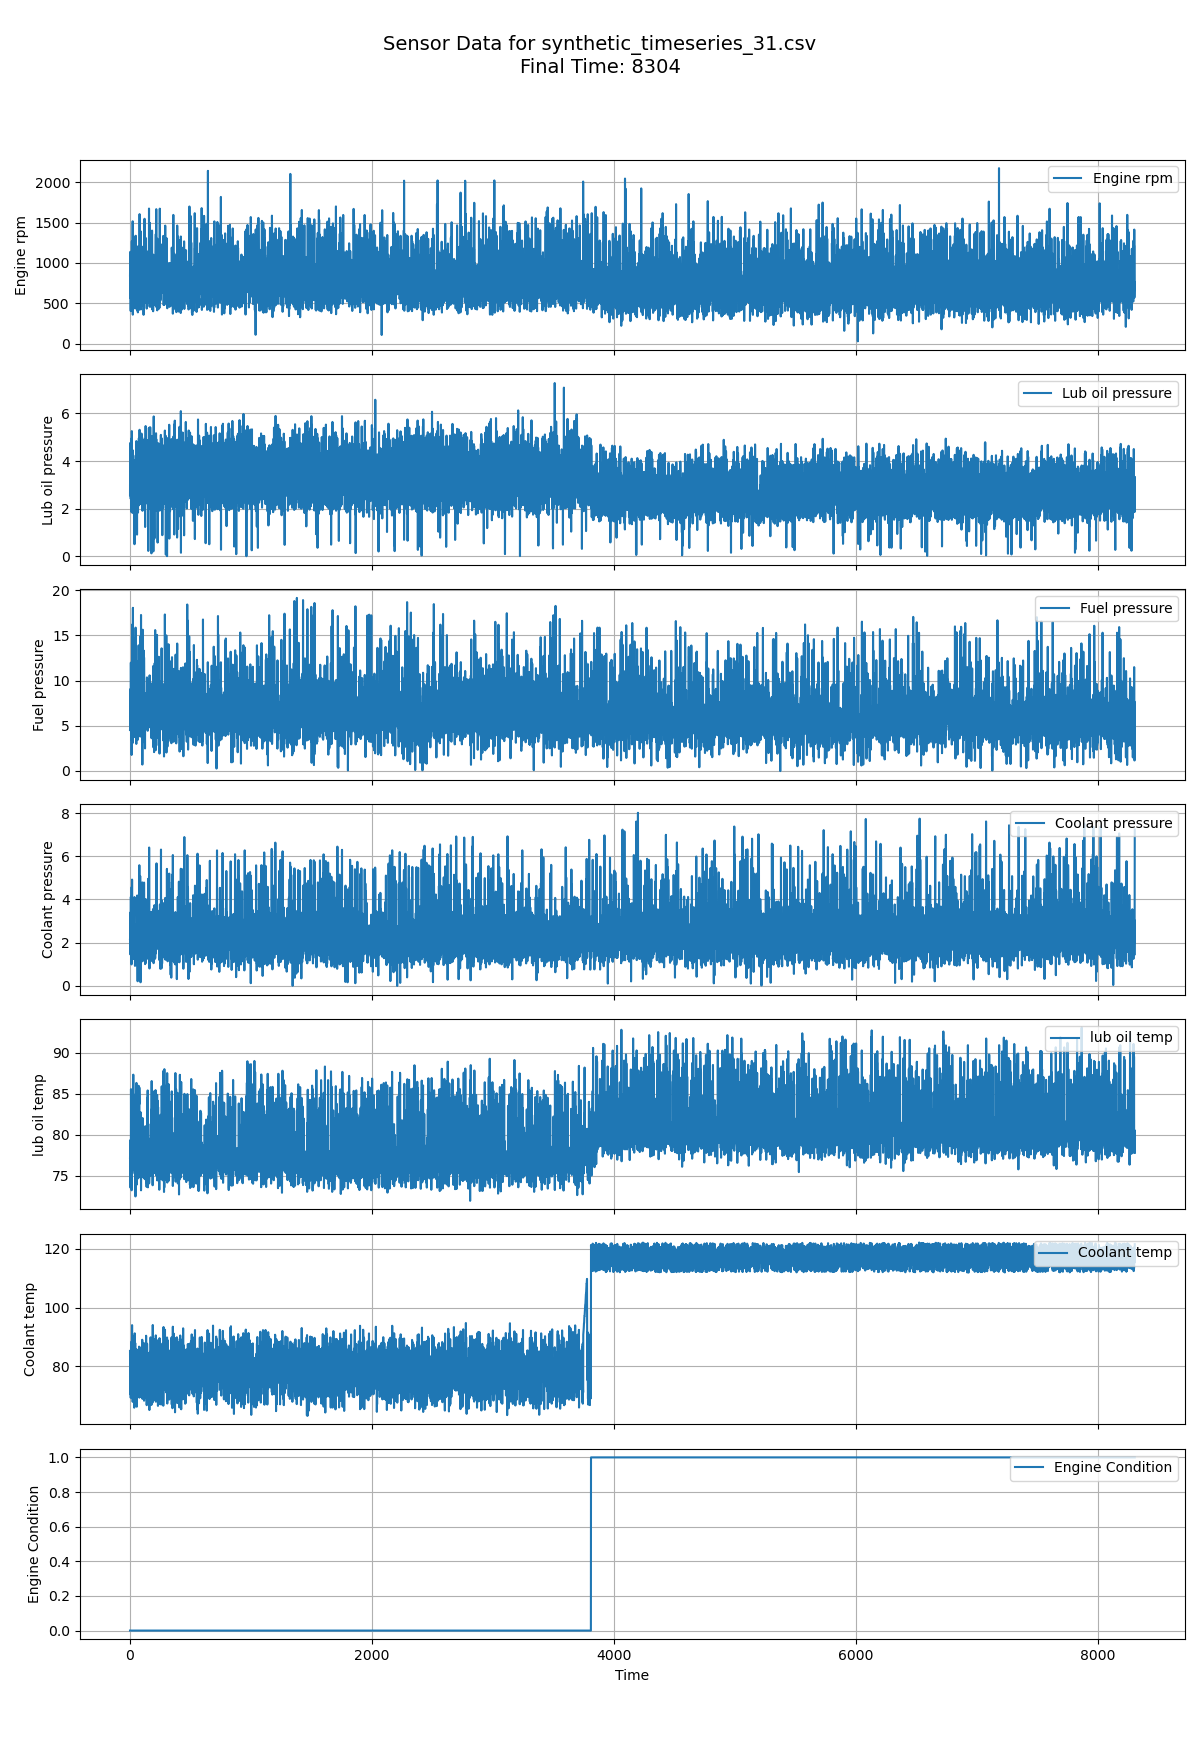 Sensor Data for synthetic_timeseries_31.csv
Final Time: 8304
Engine rpm
2000
1500
1000
500
0
Engine rpm
Lub oil pressure
6
4
2
0
Lub oil pressure
Fuel pressure
20
15
10
5
0
Fuel pressure
Coolant pressure
8
6
4
2
0
Coolant pressure
lub oil temp
90
85
80
75
lub oil temp
Coolant temp
120
100
80
Coolant temp
Engine Condition
1.0
0.8
0.6
0.4
0.2
0.0
Engine Condition
0 2000 4000 6000 8000
Time